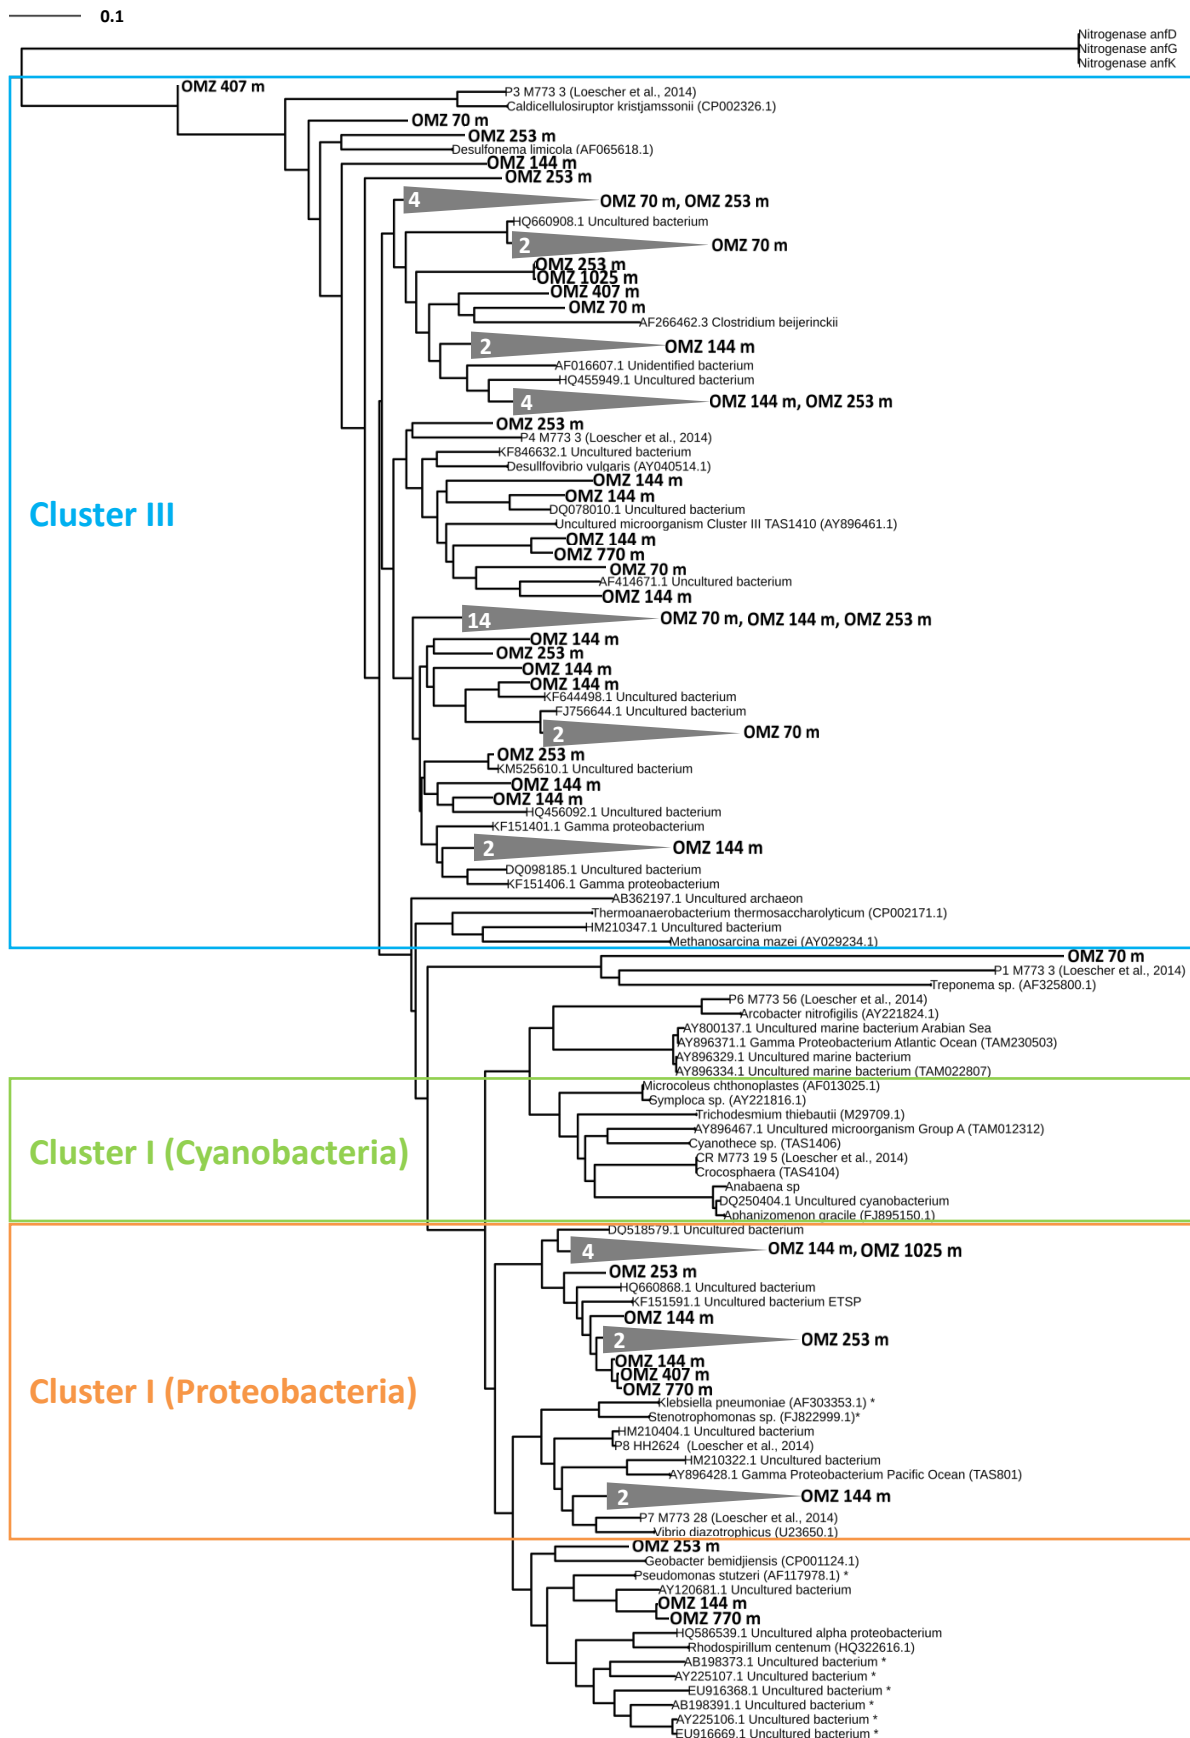 0.1
Nitrogenase anfD
Nitrogenase anfG
Nitrogenase anfK
OMZ 407 m
P3 M773 3 (Loescher et al., 2014)
Caldicellulosiruptor kristjamssonii (CP002326.1)
OMZ 70 m
OMZ 253 m
Desulfonema limicola (AF065618.1)
OMZ 144 m
OMZ 253 m
4 OMZ 70 m, OMZ 253 m
HQ660908.1 Uncultured bacterium
2 OMZ 70 m
OMZ 253 m
OMZ 1025 m
OMZ 407 m
OMZ 70 m
AF266462.3 Clostridium beijerinckii
2 OMZ 144 m
AF016607.1 Unidentified bacterium
HQ455949.1 Uncultured bacterium
4 OMZ 144 m, OMZ 253 m
OMZ 253 m
P4 M773 3 (Loescher et al., 2014)
KF846632.1 Uncultured bacterium
Desullfovibrio vulgaris (AY040514.1)
OMZ 144 m
OMZ 144 m
DQ078010.1 Uncultured bacterium
Cluster III
Uncultured microorganism Cluster III TAS1410 (AY896461.1)
OMZ 144 m
OMZ 770 m
OMZ 70 m
AF414671.1 Uncultured bacterium
OMZ 144 m
14 OMZ 70 m, OMZ 144 m, OMZ 253 m
OMZ 144 m
OMZ 253 m
OMZ 144 m
OMZ 144 m
KF644498.1 Uncultured bacterium
FJ756644.1 Uncultured bacterium
2 OMZ 70 m
OMZ 253 m
KM525610.1 Uncultured bacterium
OMZ 144 m
OMZ 144 m
HQ456092.1 Uncultured bacterium
KF151401.1 Gamma proteobacterium
2 OMZ 144 m
DQ098185.1 Uncultured bacterium
KF151406.1 Gamma proteobacterium
AB362197.1 Uncultured archaeon
Thermoanaerobacterium thermosaccharolyticum (CP002171.1)
HM210347.1 Uncultured bacterium
Methanosarcina mazei (AY029234.1)
OMZ 70 m
P1 M773 3 (Loescher et al., 2014)
Treponema sp. (AF325800.1)
P6 M773 56 (Loescher et al., 2014)
Arcobacter nitrofigilis (AY221824.1)
AY800137.1 Uncultured marine bacterium Arabian Sea
AY896371.1 Gamma Proteobacterium Atlantic Ocean (TAM230503)
AY896329.1 Uncultured marine bacterium
AY896334.1 Uncultured marine bacterium (TAM022807)
Microcoleus chthonoplastes (AF013025.1)
Symploca sp. (AY221816.1)
Trichodesmium thiebautii (M29709.1)
AY896467.1 Uncultured microorganism Group A (TAM012312)
Cyanothece sp. (TAS1406)
Cluster I (Cyanobacteria)
CR M773 19 5 (Loescher et al., 2014)
Crocosphaera (TAS4104)
Anabaena sp
DQ250404.1 Uncultured cyanobacterium
Aphanizomenon gracile (FJ895150.1)
DQ518579.1 Uncultured bacterium
4 OMZ 144 m, OMZ 1025 m
OMZ 253 m
HQ660868.1 Uncultured bacterium
KF151591.1 Uncultured bacterium ETSP
OMZ 144 m
2 OMZ 253 m
OMZ 144 m
OMZ 407 m
OMZ 770 m
Cluster I (Proteobacteria)
Klebsiella pneumoniae (AF303353.1) *
Stenotrophomonas sp. (FJ822999.1)*
HM210404.1 Uncultured bacterium
P8 HH2624 (Loescher et al., 2014)
HM210322.1 Uncultured bacterium
AY896428.1 Gamma Proteobacterium Pacific Ocean (TAS801)
2 OMZ 144 m
P7 M773 28 (Loescher et al., 2014)
Vibrio diazotrophicus (U23650.1)
OMZ 253 m
Geobacter bemidjiensis (CP001124.1)
Pseudomonas stutzeri (AF117978.1) *
AY120681.1 Uncultured bacterium
OMZ 144 m
OMZ 770 m
HQ586539.1 Uncultured alpha proteobacterium
Rhodospirillum centenum (HQ322616.1)
AB198373.1 Uncultured bacterium *
AY225107.1 Uncultured bacterium *
EU916368.1 Uncultured bacterium *
AB198391.1 Uncultured bacterium *
AY225106.1 Uncultured bacterium *
EU916669.1 Uncultured bacterium *